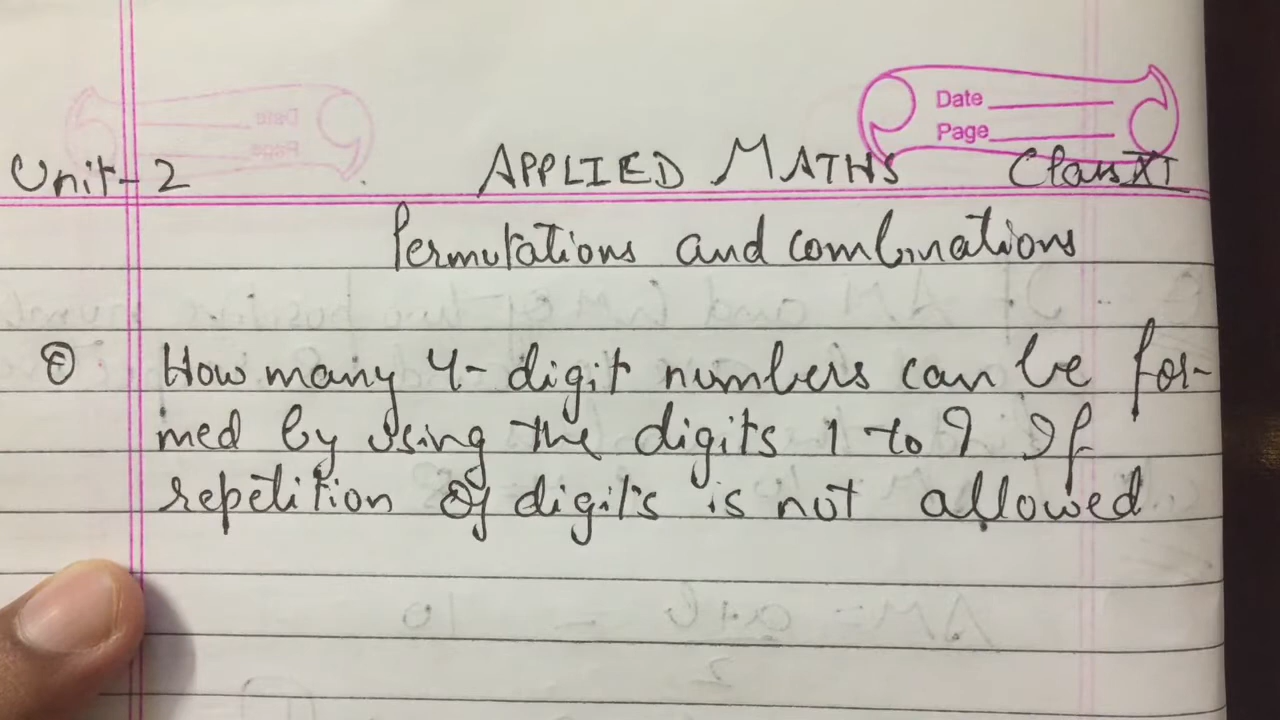 Date
Page
Unit-2 APPLIED MATHS Class XI
Permutations and combinations
Q How many 4-digit numbers can be for-
med by using the digits 1 to 9 If
repetition of digits is not allowed